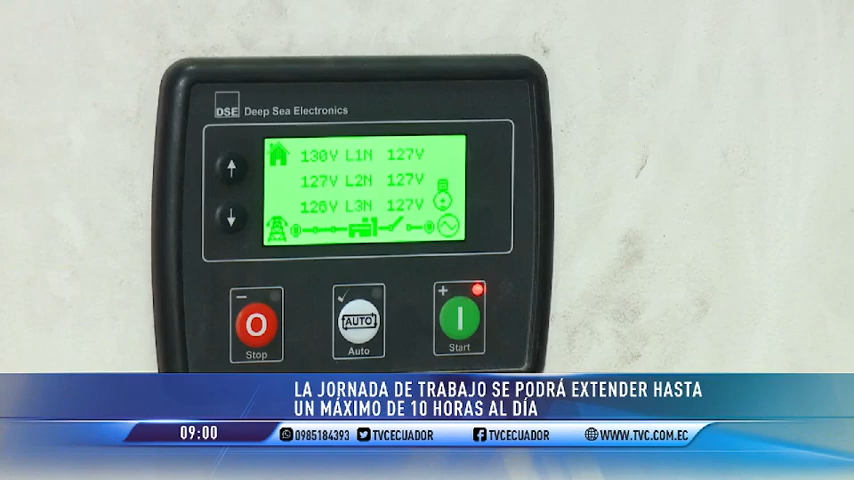 DSE Deep Sea Electronics
130V L1N 127V
127V L2N 127V
126V L3N 127V
AUTO
Stop Auto Start
LA JORNADA DE TRABAJO SE PODRÁ EXTENDER HASTA
UN MÁXIMO DE 10 HORAS AL DÍA
09:00 0985184393 TVCECUADOR TVCECUADOR WWW.TVC.COM.EC